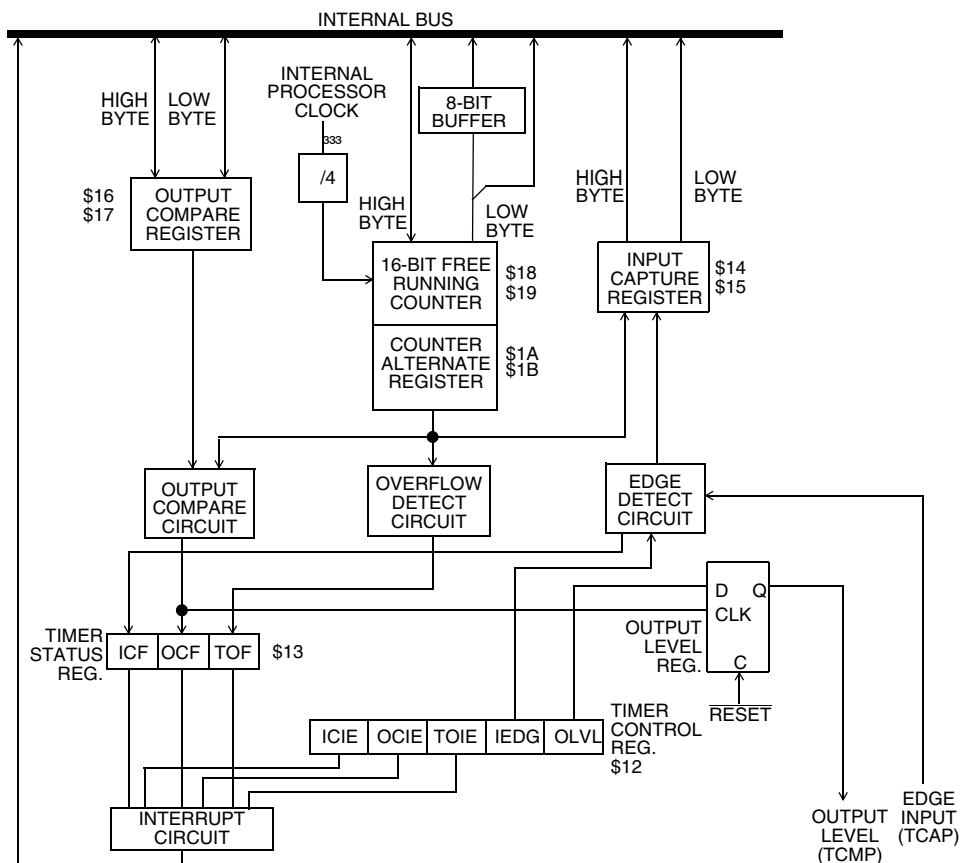 INTERNAL BUS
HIGH
BYTE
LOW
BYTE
INTERNAL
PROCESSOR
CLOCK
333
/4
8-BIT
BUFFER
HIGH
BYTE
LOW
BYTE
HIGH
BYTE
LOW
BYTE
$16
$17
OUTPUT
COMPARE
REGISTER
16-BIT FREE
RUNNING
COUNTER
$18
$19
COUNTER
ALTERNATE
REGISTER
$1A
$1B
INPUT
CAPTURE
REGISTER
$14
$15
OUTPUT
COMPARE
CIRCUIT
OVERFLOW
DETECT
CIRCUIT
EDGE
DETECT
CIRCUIT
D Q
CLK
C
OUTPUT
LEVEL
REG.
RESET
TIMER
STATUS
REG.
ICF OCF TOF
$13
ICIE OCIE TOIE IEDG OLVL
TIMER
CONTROL
REG.
$12
INTERRUPT
CIRCUIT
OUTPUT
LEVEL
(TCMP)
EDGE
INPUT
(TCAP)